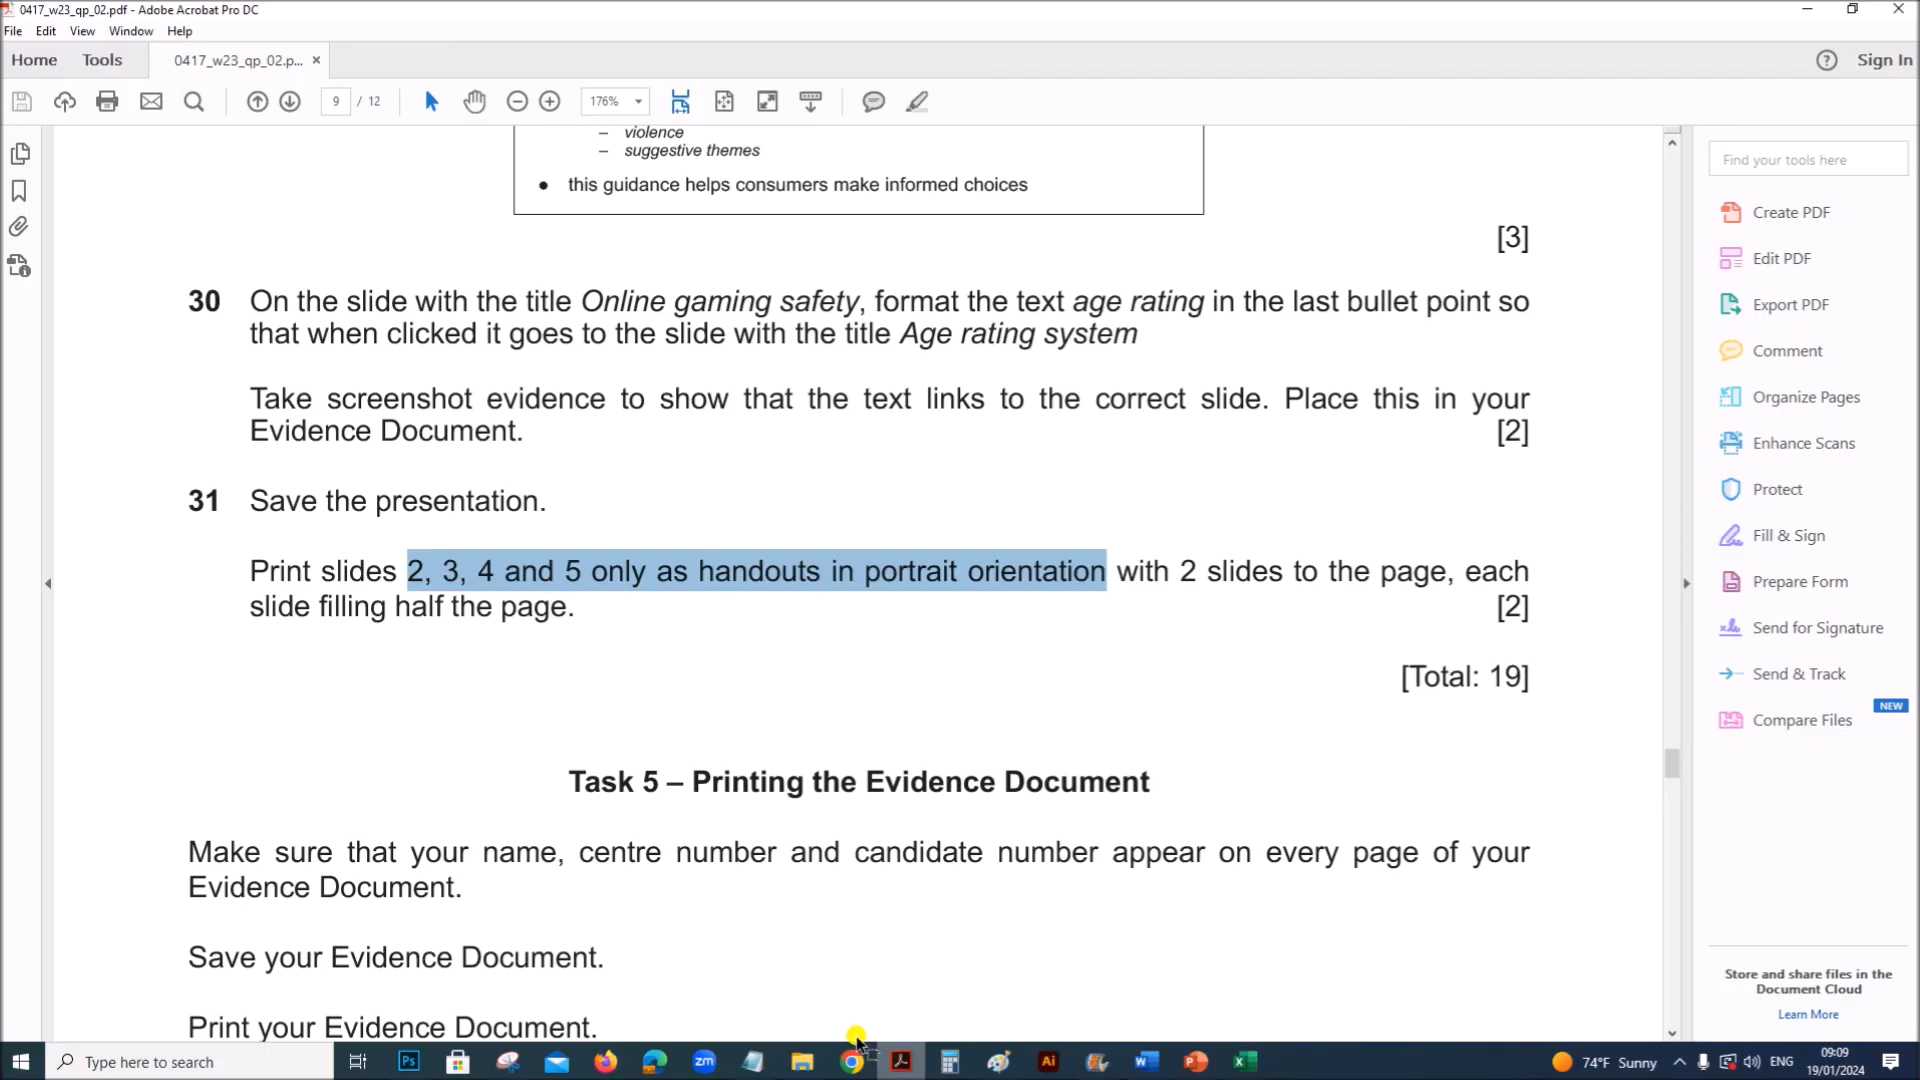 0417_w23_qp_02.pdf - Adobe Acrobat Pro DC
File Edit View Window Help
Home Tools 0417_w23_qp_02.p... × Sign In
9 / 12 176%
– violence
– suggestive themes
• this guidance helps consumers make informed choices
[3]
30 On the slide with the title Online gaming safety, format the text age rating in the last bullet point so
that when clicked it goes to the slide with the title Age rating system
Take screenshot evidence to show that the text links to the correct slide. Place this in your
Evidence Document. [2]
31 Save the presentation.
Print slides 2, 3, 4 and 5 only as handouts in portrait orientation with 2 slides to the page, each
slide filling half the page. [2]
[Total: 19]
Task 5 – Printing the Evidence Document
Make sure that your name, centre number and candidate number appear on every page of your
Evidence Document.
Save your Evidence Document.
Print your Evidence Document.
Find your tools here
Create PDF
Edit PDF
Export PDF
Comment
Organize Pages
Enhance Scans
Protect
Fill & Sign
Prepare Form
Send for Signature
Send & Track
NEW
Compare Files
Store and share files in the
Document Cloud
Learn More
Type here to search
Ps
zm
Ai
74°F Sunny
ENG
09:09
19/01/2024